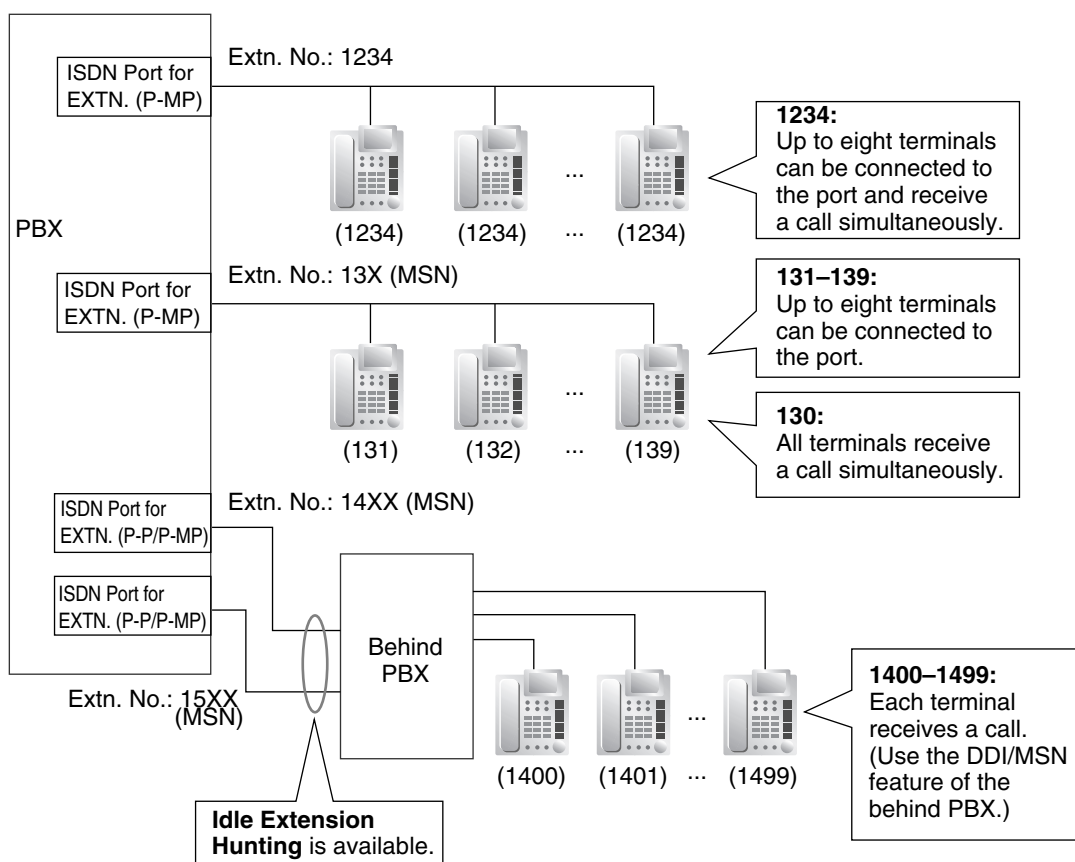 Extn. No.: 1234
ISDN Port for
EXTN. (P-MP)
1234:
Up to eight terminals
can be connected to
the port and receive
a call simultaneously.
...
PBX
(1234) (1234) ... (1234)
Extn. No.: 13X (MSN)
ISDN Port for
EXTN. (P-MP)
131–139:
Up to eight terminals
can be connected to
the port.
...
130:
All terminals receive
a call simultaneously.
(131) (132) ... (139)
Extn. No.: 14XX (MSN)
ISDN Port for
EXTN. (P-P/P-MP)
ISDN Port for
EXTN. (P-P/P-MP)
Behind
PBX
Extn. No.: 15XX
(MSN)
...
(1400) (1401) ... (1499)
1400–1499:
Each terminal
receives a call.
(Use the DDI/MSN
feature of the
behind PBX.)
Idle Extension
Hunting is available.